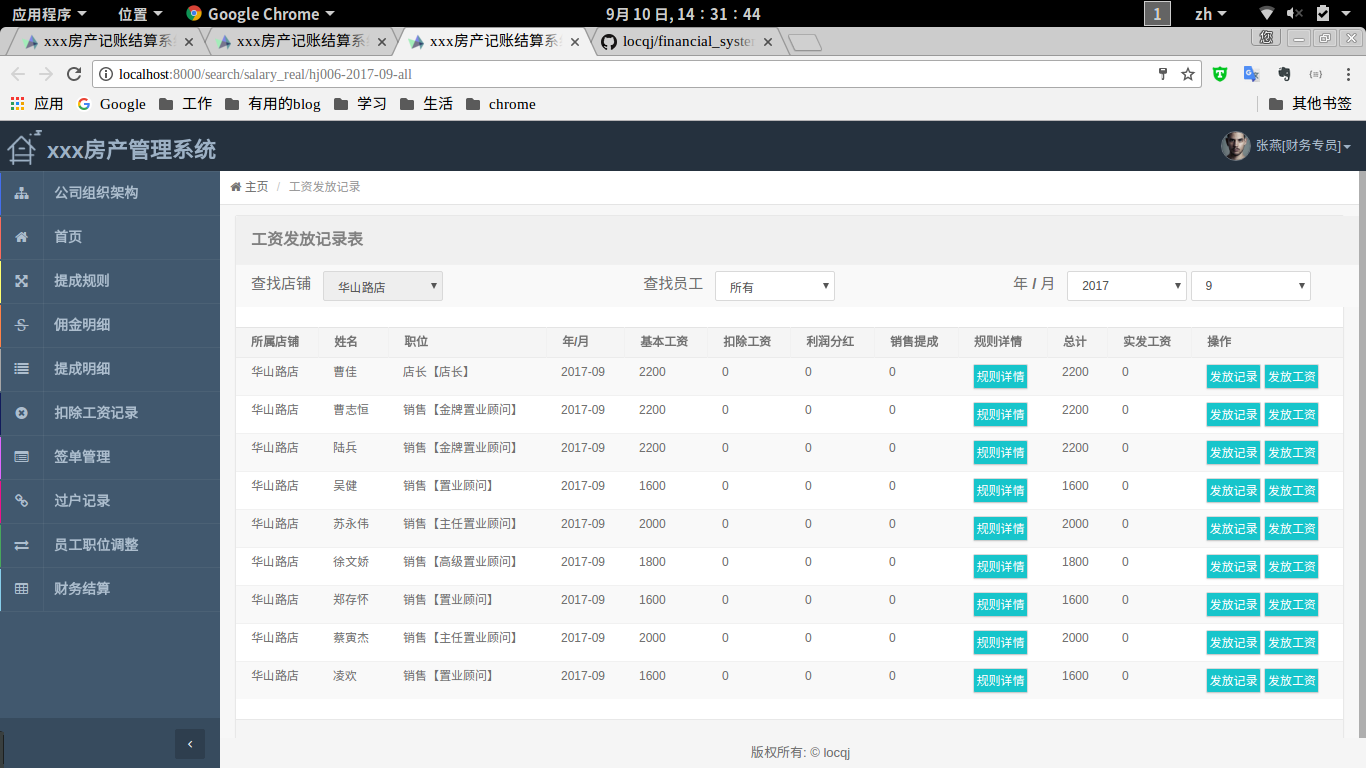 应用程序 位置 Google Chrome 9月 10 日, 14∶31∶44 1 zh
xxx房产记账结算系 xxx房产记账结算系 xxx房产记账结算系 locqj/financial_syste 您
localhost:8000/search/salary_real/hj006-2017-09-all
应用 Google 工作 有用的blog 学习 生活 chrome 其他书签
xxx房产管理系统 张燕[财务专员]
公司组织架构
首页
提成规则
佣金明细
提成明细
扣除工资记录
签单管理
过户记录
员工职位调整
财务结算
主页 / 工资发放记录
工资发放记录表
查找店铺 华山路店 查找员工 所有 年 / 月 2017 9
所属店铺 姓名 职位 年/月 基本工资 扣除工资 利润分红 销售提成 规则详情 总计 实发工资 操作
华山路店 曹佳 店长【店长】 2017-09 2200 0 0 0 规则详情 2200 0 发放记录 发放工资
华山路店 曹志恒 销售【金牌置业顾问】 2017-09 2200 0 0 0 规则详情 2200 0 发放记录 发放工资
华山路店 陆兵 销售【金牌置业顾问】 2017-09 2200 0 0 0 规则详情 2200 0 发放记录 发放工资
华山路店 吴健 销售【置业顾问】 2017-09 1600 0 0 0 规则详情 1600 0 发放记录 发放工资
华山路店 苏永伟 销售【主任置业顾问】 2017-09 2000 0 0 0 规则详情 2000 0 发放记录 发放工资
华山路店 徐文娇 销售【高级置业顾问】 2017-09 1800 0 0 0 规则详情 1800 0 发放记录 发放工资
华山路店 郑存怀 销售【置业顾问】 2017-09 1600 0 0 0 规则详情 1600 0 发放记录 发放工资
华山路店 蔡寅杰 销售【主任置业顾问】 2017-09 2000 0 0 0 规则详情 2000 0 发放记录 发放工资
华山路店 凌欢 销售【置业顾问】 2017-09 1600 0 0 0 规则详情 1600 0 发放记录 发放工资
版权所有: © locqj